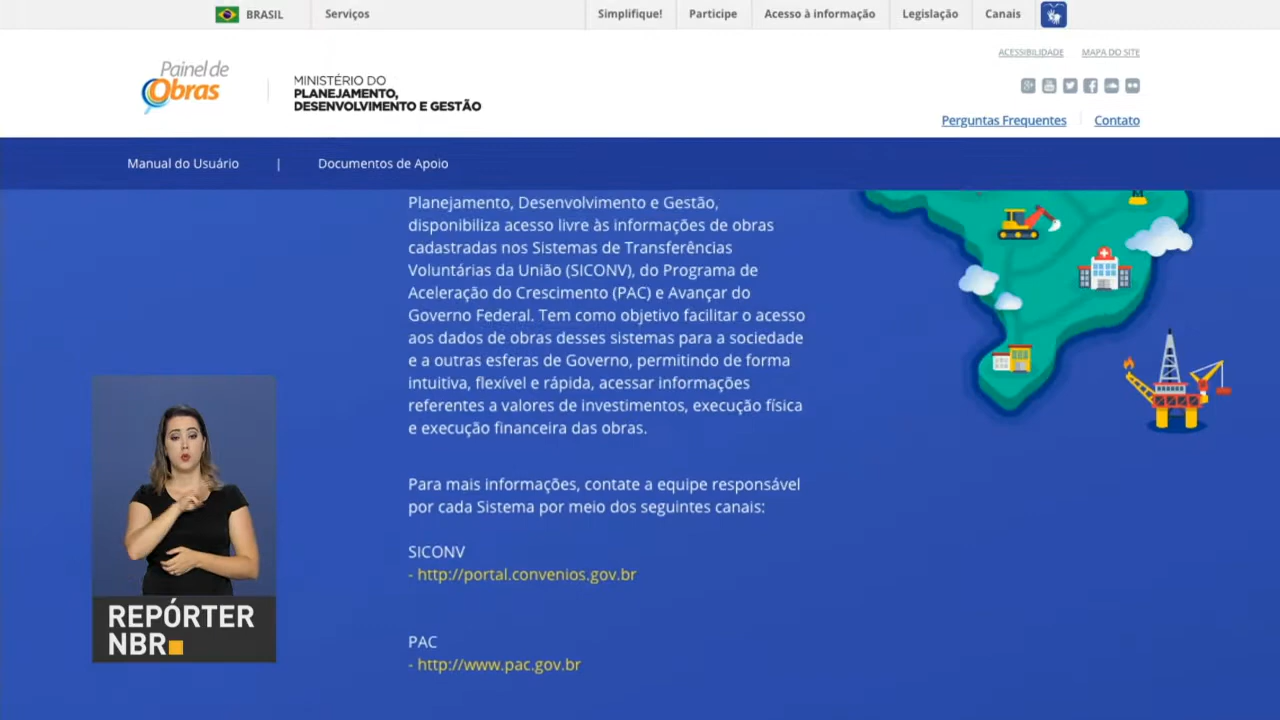 BRASIL
Serviços
Simplifique!
Participe
Acesso à informação
Legislação
Canais
ACESSIBILIDADE
MAPA DO SITE
Painel de
Obras
MINISTÉRIO DO
PLANEJAMENTO,
DESENVOLVIMENTO E GESTÃO
Perguntas Frequentes
Contato
Manual do Usuário | Documentos de Apoio
Planejamento, Desenvolvimento e Gestão,
disponibiliza acesso livre às informações de obras
cadastradas nos Sistemas de Transferências
Voluntárias da União (SICONV), do Programa de
Aceleração do Crescimento (PAC) e Avançar do
Governo Federal. Tem como objetivo facilitar o acesso
aos dados de obras desses sistemas para a sociedade
e a outras esferas de Governo, permitindo de forma
intuitiva, flexível e rápida, acessar informações
referentes a valores de investimentos, execução física
e execução financeira das obras.
Para mais informações, contate a equipe responsável
por cada Sistema por meio dos seguintes canais:
SICONV
- http://portal.convenios.gov.br
PAC
- http://www.pac.gov.br
REPÓRTER
NBR